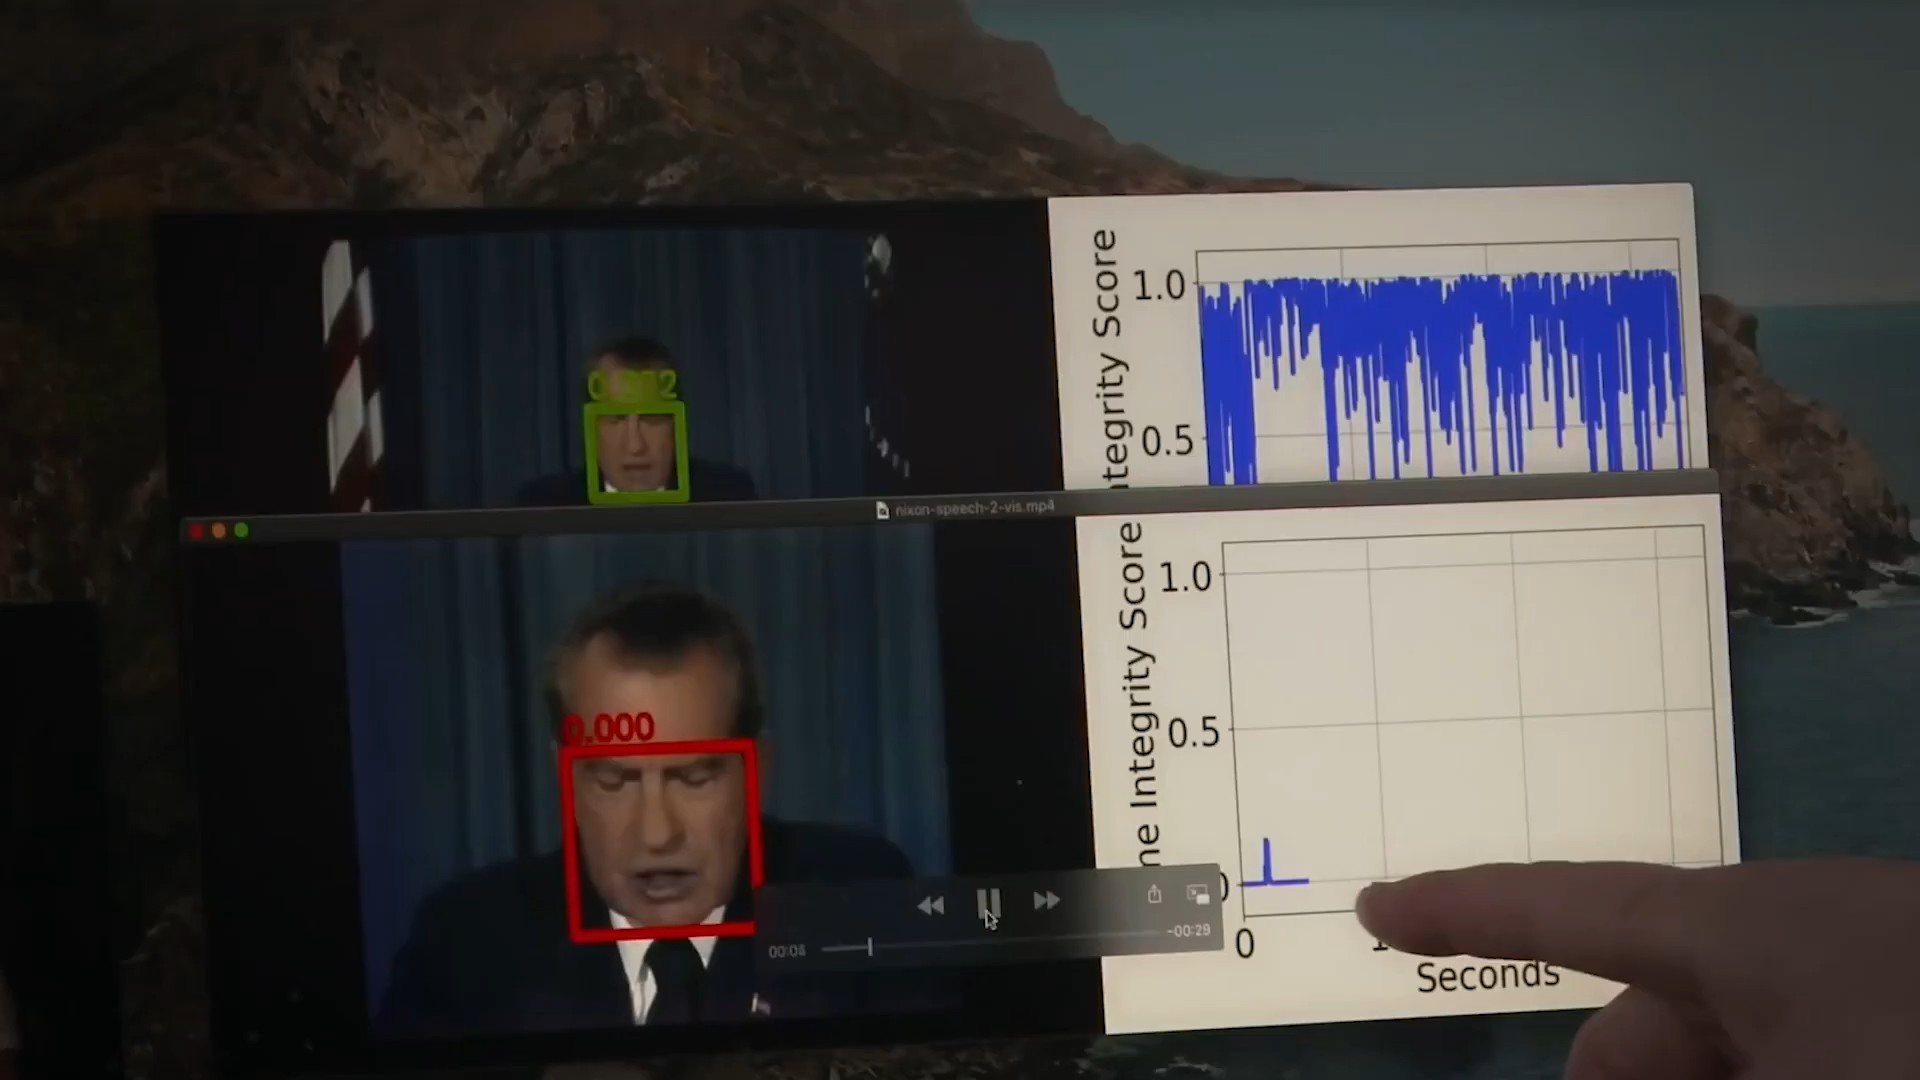 Integrity Score
1.0
0.5
nixon-speech-2-vis.mp4
0.000
Integrity Score
1.0
0.5
0
00:08
-00:29
Seconds